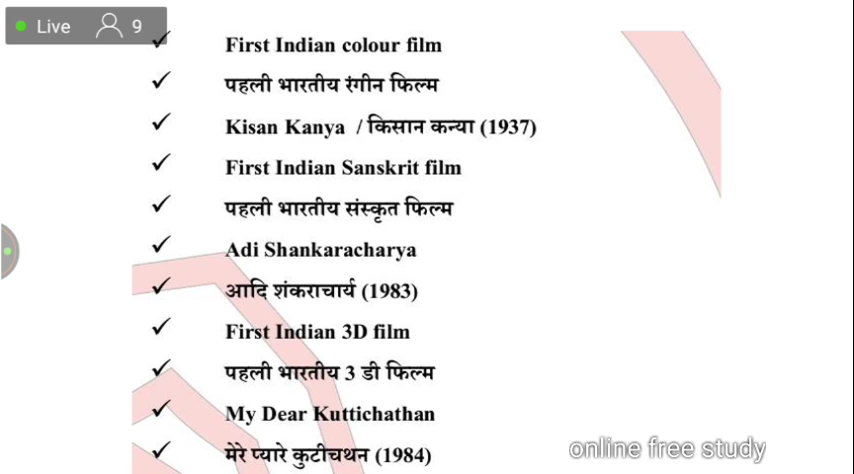 Live 9
First Indian colour film
पहली भारतीय रंगीन फिल्म
Kisan Kanya / किसान कन्या (1937)
First Indian Sanskrit film
पहली भारतीय संस्कृत फिल्म
Adi Shankaracharya
आदि शंकराचार्य (1983)
First Indian 3D film
पहली भारतीय 3 डी फिल्म
My Dear Kuttichathan
मेरे प्यारे कुटीचथन (1984)
online free study